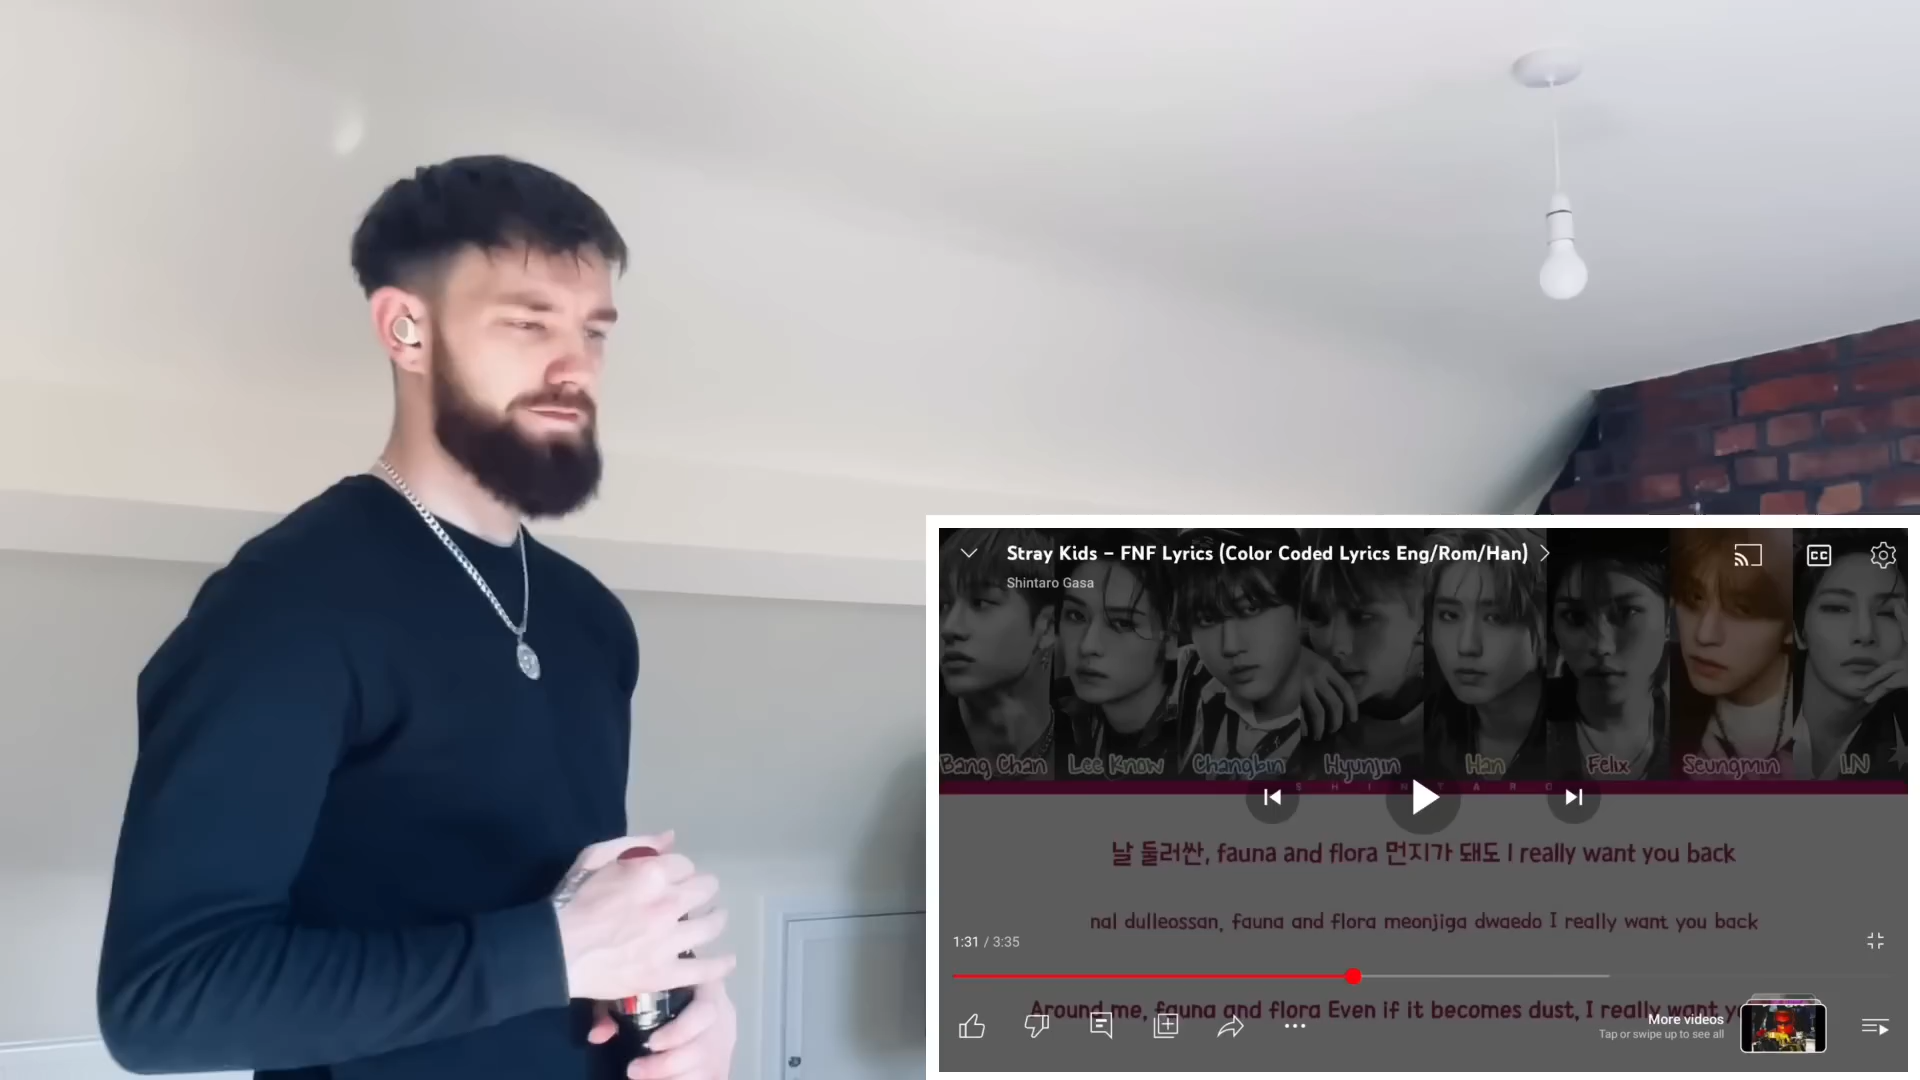 Stray Kids – FNF Lyrics (Color Coded Lyrics Eng/Rom/Han)
Shintaro Gasa
CC
Bang Chan Lee Know Changbin Hyunjin Han Felix Seungmin I.N
날 둘러싼, fauna and flora 먼지가 돼도 I really want you back
nal dulleossan, fauna and flora meonjiga dwaedo I really want you back
1:31 / 3:35
Around me, fauna and flora Even if it becomes dust, I really want
More videos
Tap or swipe up to see all